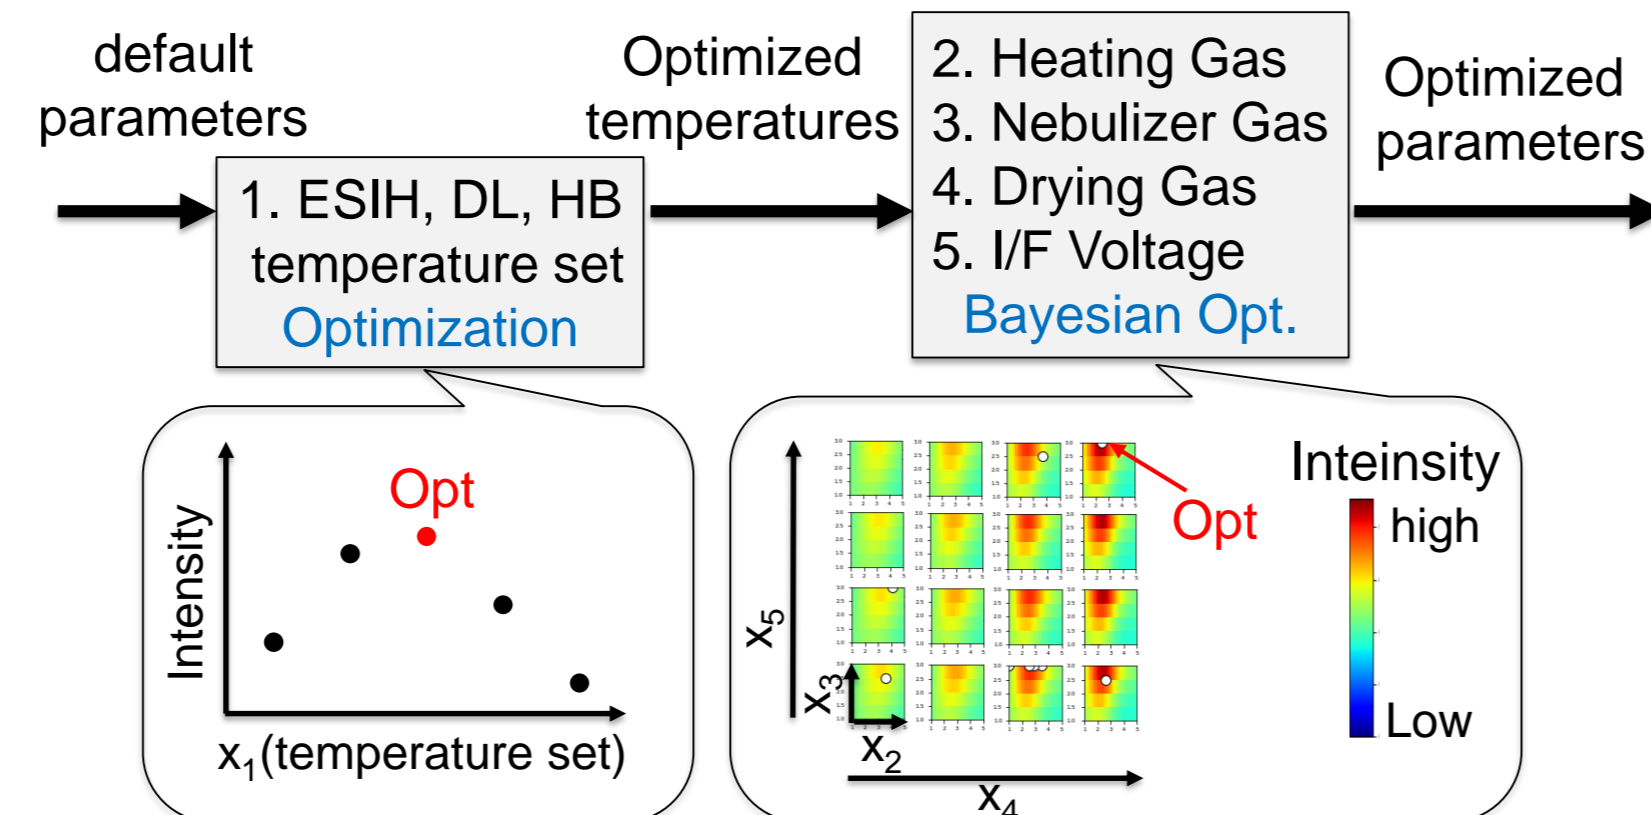 default
parameters
1. ESIH, DL, HB
temperature set
Optimization
Optimized
temperatures
2. Heating Gas
3. Nebulizer Gas
4. Drying Gas
5. I/F Voltage
Bayesian Opt.
Optimized
parameters
Intensity
Opt
x₁(temperature set)
x₅
x₃
x₂
x₄
Opt
Inteinsity
high
Low